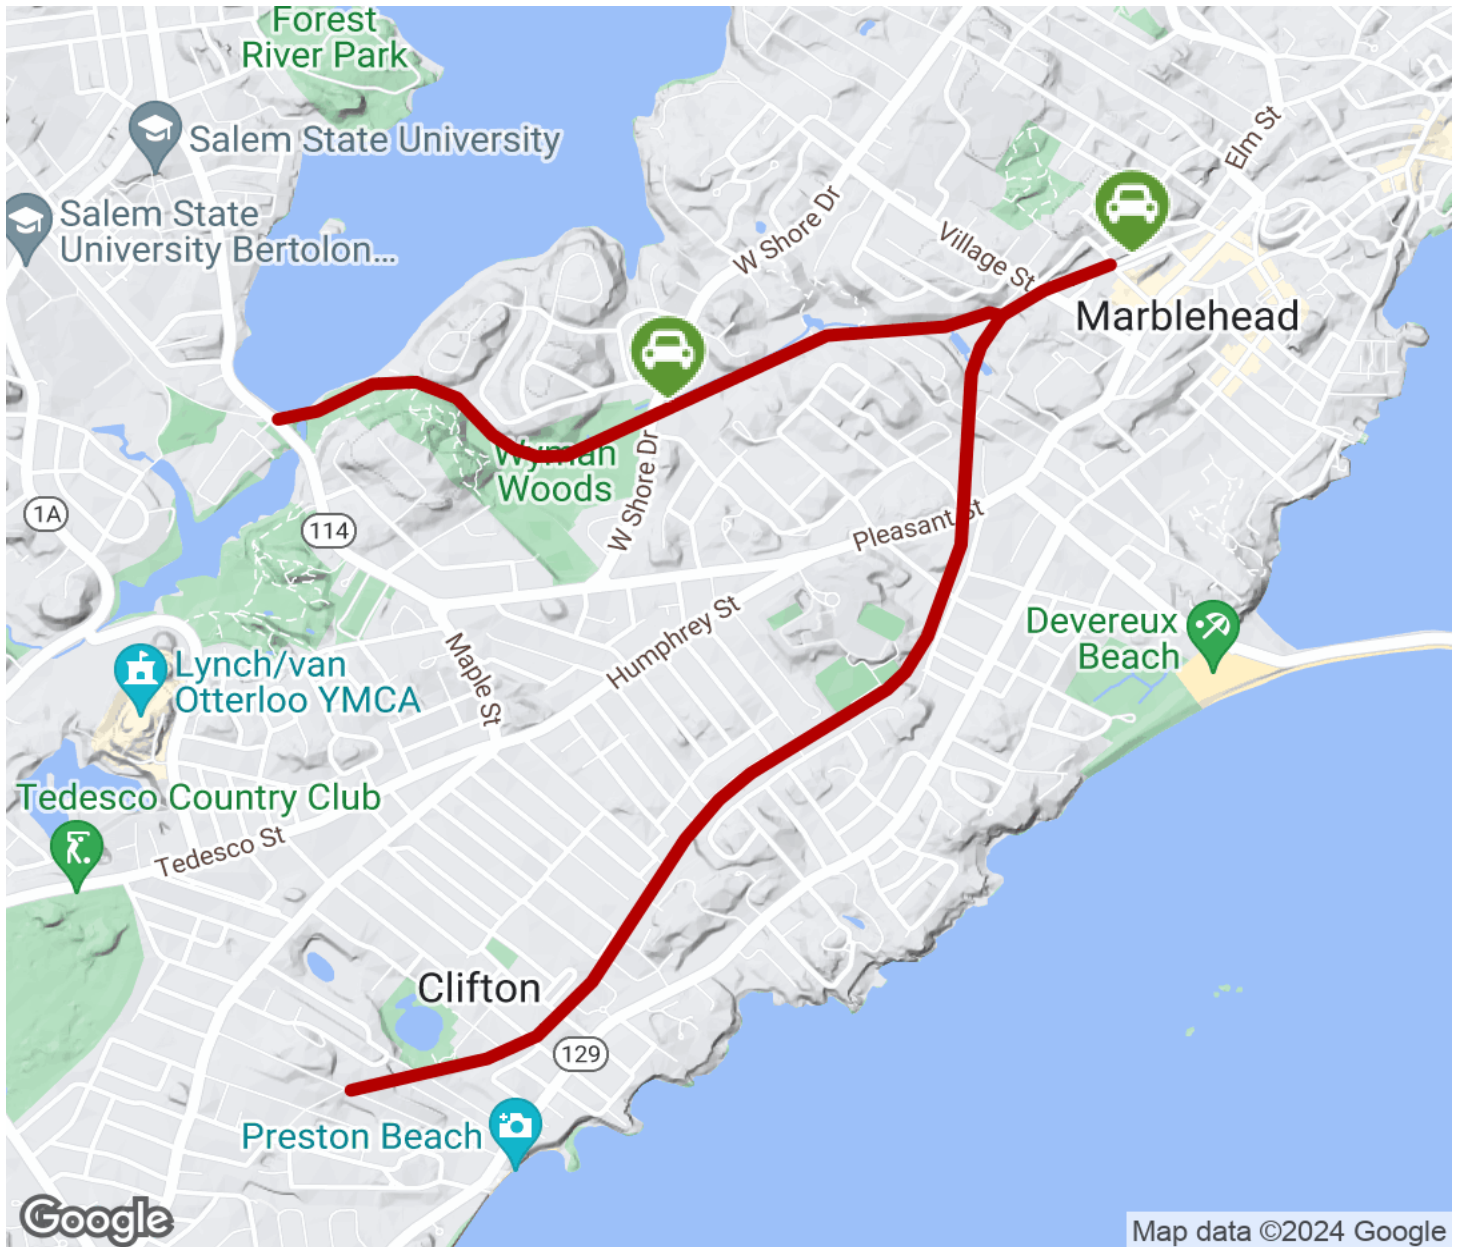 Forest
River Park
Salem State University
Salem State
University Bertolon...
Elm St
W Shore Dr
Village St
Marblehead
Wyman
Woods
W Shore Dr
1A
114
Pleasant St
Humphrey St
Maple St
Devereux
Beach
Lynch/van
Otterloo YMCA
Tedesco Country Club
Tedesco St
Clifton
129
Preston Beach
Google
Map data ©2024 Google